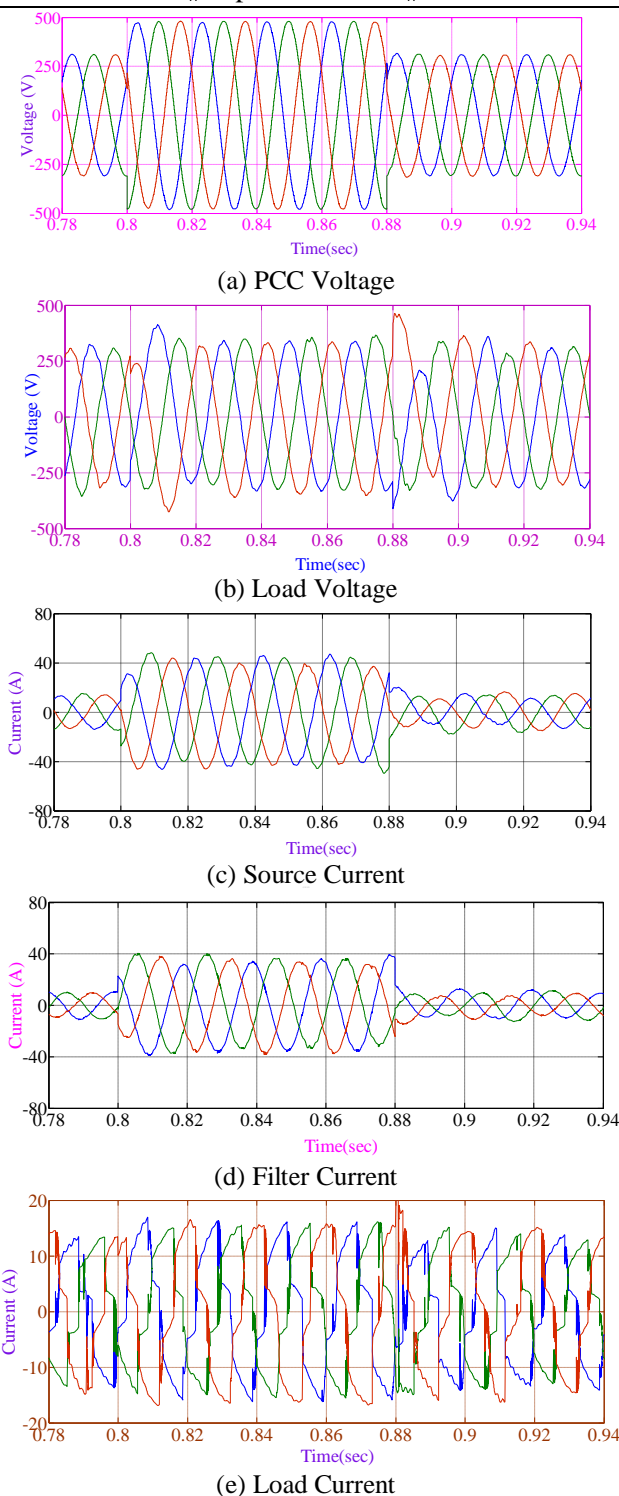 500
250
0
-250
-500
Voltage (V)
0.78 0.8 0.82 0.84 0.86 0.88 0.9 0.92 0.94
Time(sec)
(a) PCC Voltage
500
250
0
-250
-500
Voltage (V)
0.78 0.8 0.82 0.84 0.86 0.88 0.9 0.92 0.94
Time(sec)
(b) Load Voltage
80
40
0
-40
-80
Current (A)
0.78 0.8 0.82 0.84 0.86 0.88 0.9 0.92 0.94
Time(sec)
(c) Source Current
80
40
0
-40
-80
Current (A)
0.78 0.8 0.82 0.84 0.86 0.88 0.9 0.92 0.94
Time(sec)
(d) Filter Current
20
10
0
-10
-20
Current (A)
0.78 0.8 0.82 0.84 0.86 0.88 0.9 0.92 0.94
Time(sec)
(e) Load Current